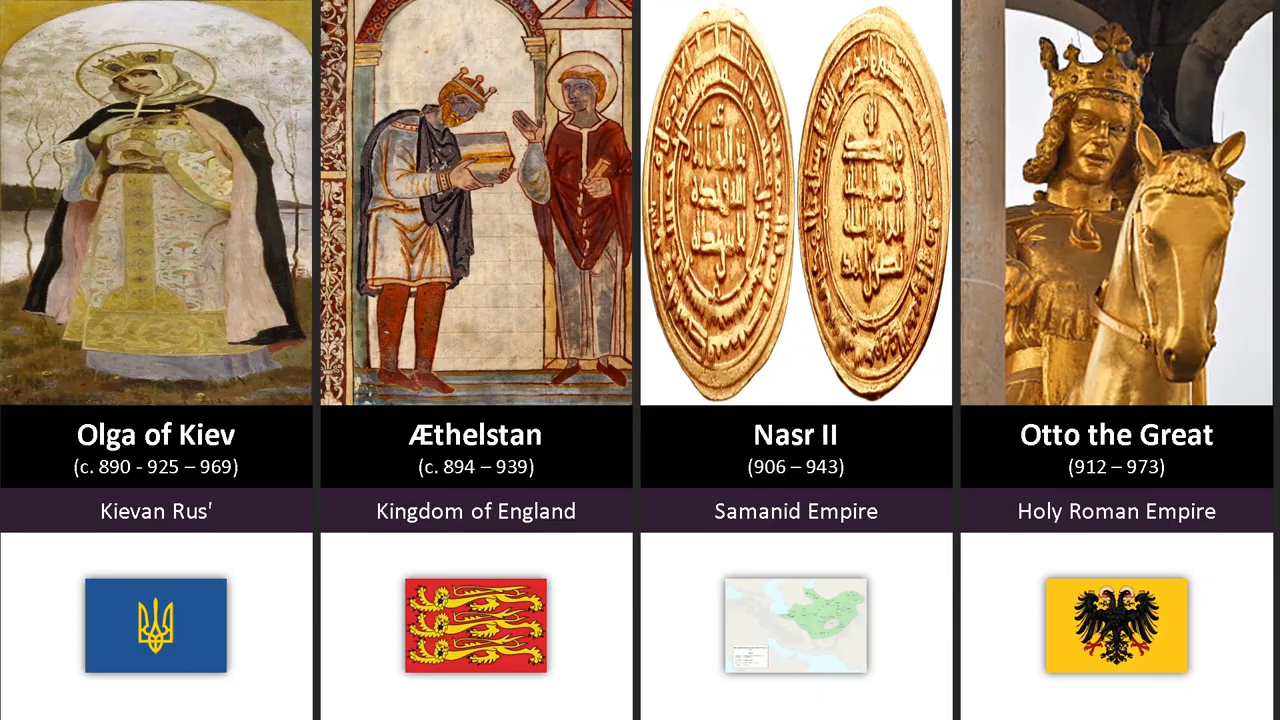 Olga of Kiev
(c. 890 - 925 – 969)
Kievan Rus'
Æthelstan
(c. 894 – 939)
Kingdom of England
Nasr II
(906 – 943)
Samanid Empire
Otto the Great
(912 – 973)
Holy Roman Empire